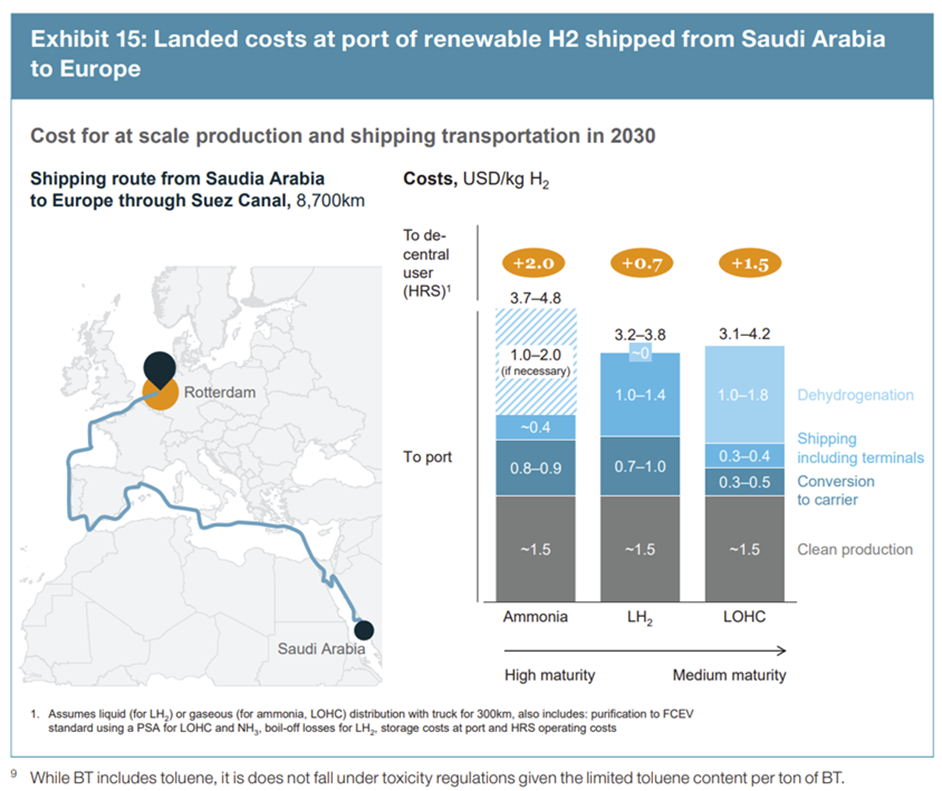 Exhibit 15: Landed costs at port of renewable H2 shipped from Saudi Arabia
to Europe
Cost for at scale production and shipping transportation in 2030
Shipping route from Saudia Arabia
to Europe through Suez Canal, 8,700km
Rotterdam
Saudi Arabia
Costs, USD/kg H₂
To de-
central
user
(HRS)¹
+2.0
+0.7
+1.5
To port
3.7–4.8
1.0–2.0
(if necessary)
~0.4
0.8–0.9
~1.5
3.2–3.8
~0
1.0–1.4
0.7–1.0
~1.5
3.1–4.2
1.0–1.8
0.3–0.4
0.3–0.5
~1.5
Dehydrogenation
Shipping
including terminals
Conversion
to carrier
Clean production
Ammonia
LH₂
LOHC
High maturity
Medium maturity
1. Assumes liquid (for LH₂) or gaseous (for ammonia, LOHC) distribution with truck for 300km, also includes: purification to FCEV
standard using a PSA for LOHC and NH₃, boil-off losses for LH₂, storage costs at port and HRS operating costs
⁹ While BT includes toluene, it is does not fall under toxicity regulations given the limited toluene content per ton of BT.